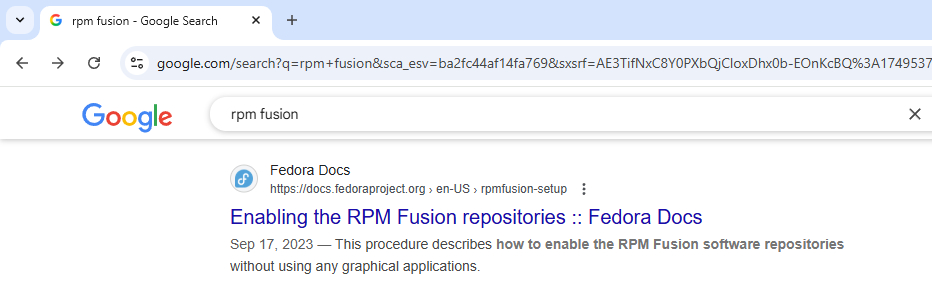 rpm fusion - Google Search
google.com/search?q=rpm+fusion&sca_esv=ba2fc44af14fa769&sxsrf=AE3TifNxC8Y0PXbQjCIoxDhx0b-EOnKcBQ%3A1749537
Google
rpm fusion
Fedora Docs
https://docs.fedoraproject.org › en-US › rpmfusion-setup
Enabling the RPM Fusion repositories :: Fedora Docs
Sep 17, 2023 — This procedure describes how to enable the RPM Fusion software repositories
without using any graphical applications.